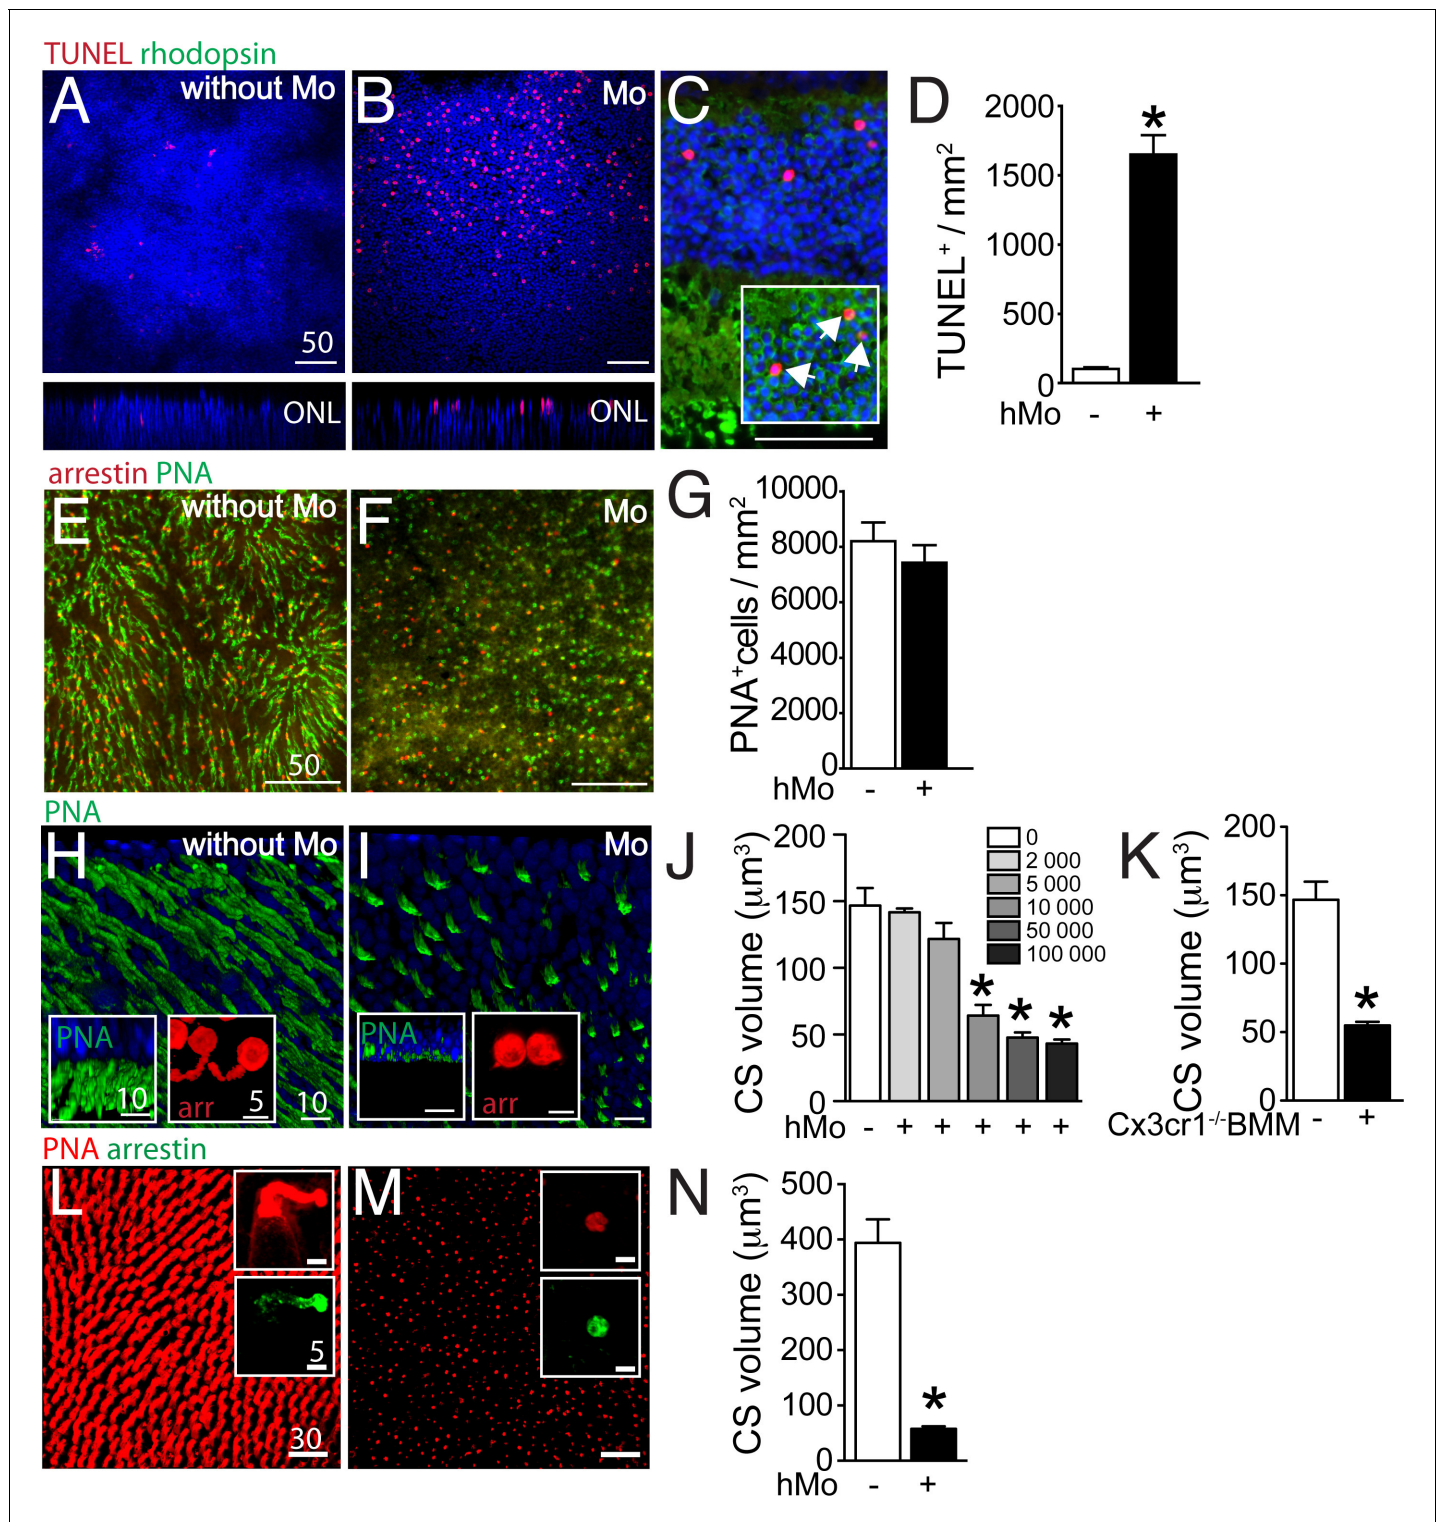 TUNEL rhodopsin
A without Mo
50
ONL
B Mo
ONL
C
D
TUNEL+ / mm2
2000
1500
1000
500
0
hMo - +
*
arrestin PNA
E without Mo
50
F Mo
G
PNA+cells / mm2
10000
8000
6000
4000
2000
0
hMo - +
PNA
H without Mo
PNA
10
arr
5
10
I Mo
PNA
arr
J
CS volume (µm3)
200
150
100
50
0
0
2 000
5 000
10 000
50 000
100 000
* * *
hMo - + + + + +
K
CS volume (µm3)
200
150
100
50
0
*
Cx3cr1-/-BMM - +
PNA arrestin
L
5
30
M
N
CS volume (µm3)
500
400
300
200
100
0
*
hMo - +